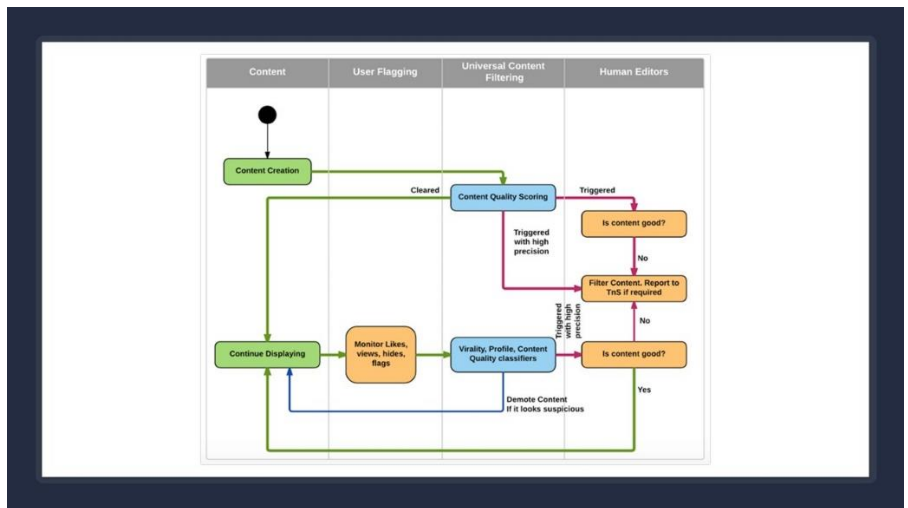 Content
User Flagging
Universal Content
Filtering
Human Editors
Content Creation
Cleared
Content Quality Scoring
Triggered
Is content good?
Triggered
with high
precision
No
Filter Content. Report to
TnS if required
Triggered
with high
precision
No
Continue Displaying
Monitor Likes,
views, hides,
flags
Virality, Profile, Content
Quality classifiers
Is content good?
Yes
Demote Content
If it looks suspicious